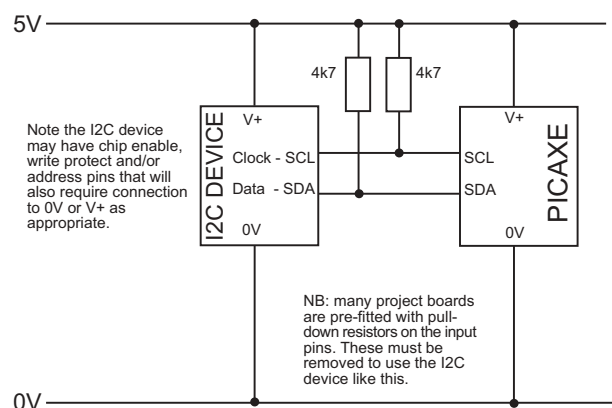 5V
4k7
4k7
Note the I2C device
may have chip enable,
write protect and/or
address pins that will
also require connection
to 0V or V+ as
appropriate.
I2C DEVICE
V+
Clock - SCL
Data - SDA
0V
V+
SCL
SDA
0V
PICAXE
NB: many project boards
are pre-fitted with pull-
down resistors on the input
pins. These must be
removed to use the I2C
device like this.
0V